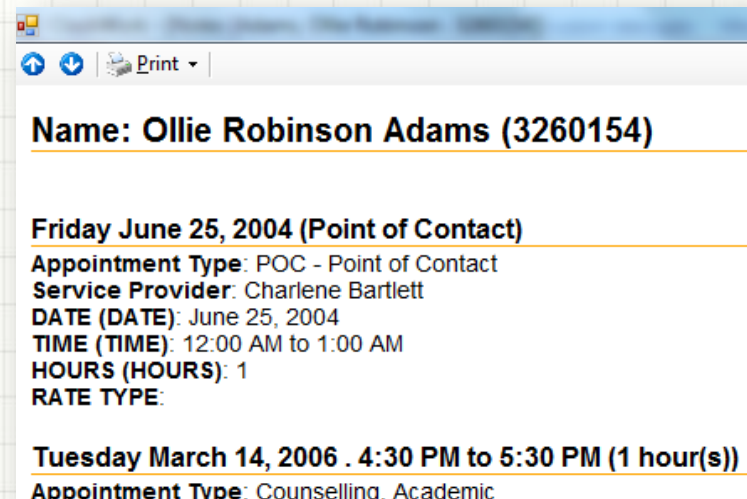 Print
Name: Ollie Robinson Adams (3260154)
Friday June 25, 2004 (Point of Contact)
Appointment Type: POC - Point of Contact
Service Provider: Charlene Bartlett
DATE (DATE): June 25, 2004
TIME (TIME): 12:00 AM to 1:00 AM
HOURS (HOURS): 1
RATE TYPE:
Tuesday March 14, 2006 . 4:30 PM to 5:30 PM (1 hour(s))
Appointment Type: Counselling, Academic